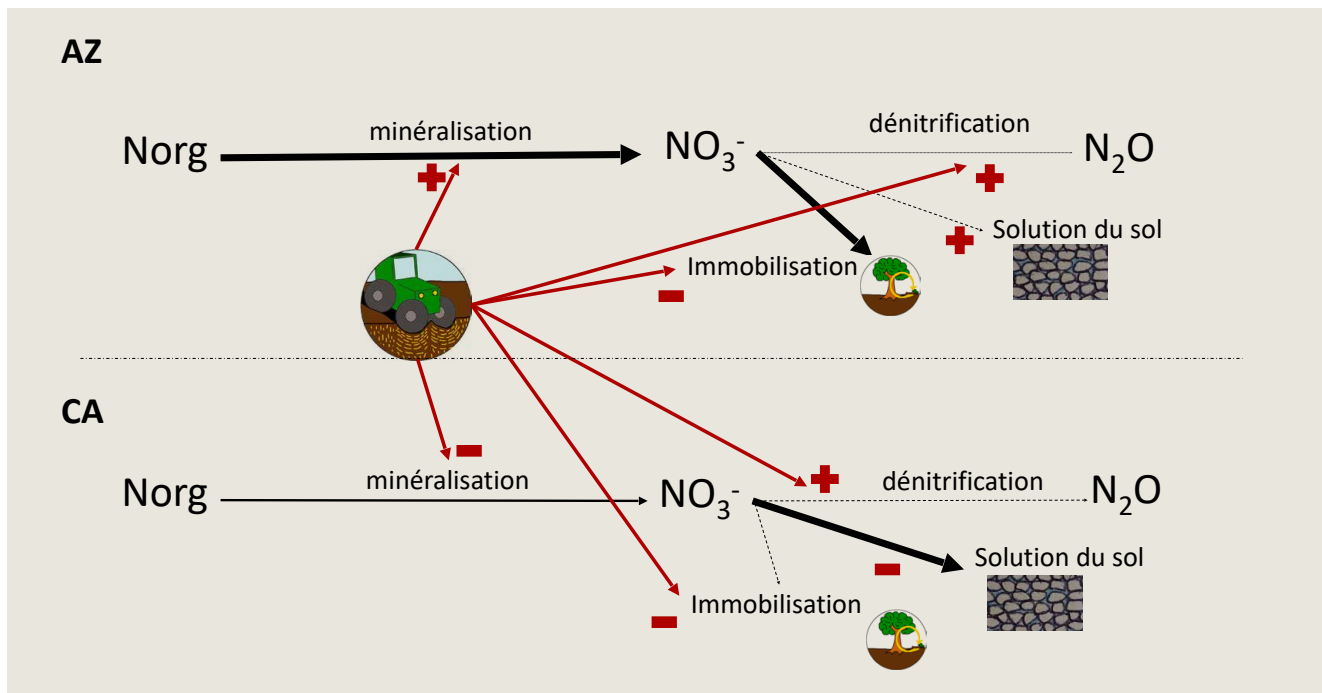 AZ
minéralisation
dénitrification
Norg
NO₃⁻
N₂O
Solution du sol
Immobilisation
CA
minéralisation
dénitrification
Norg
NO₃⁻
N₂O
Solution du sol
Immobilisation